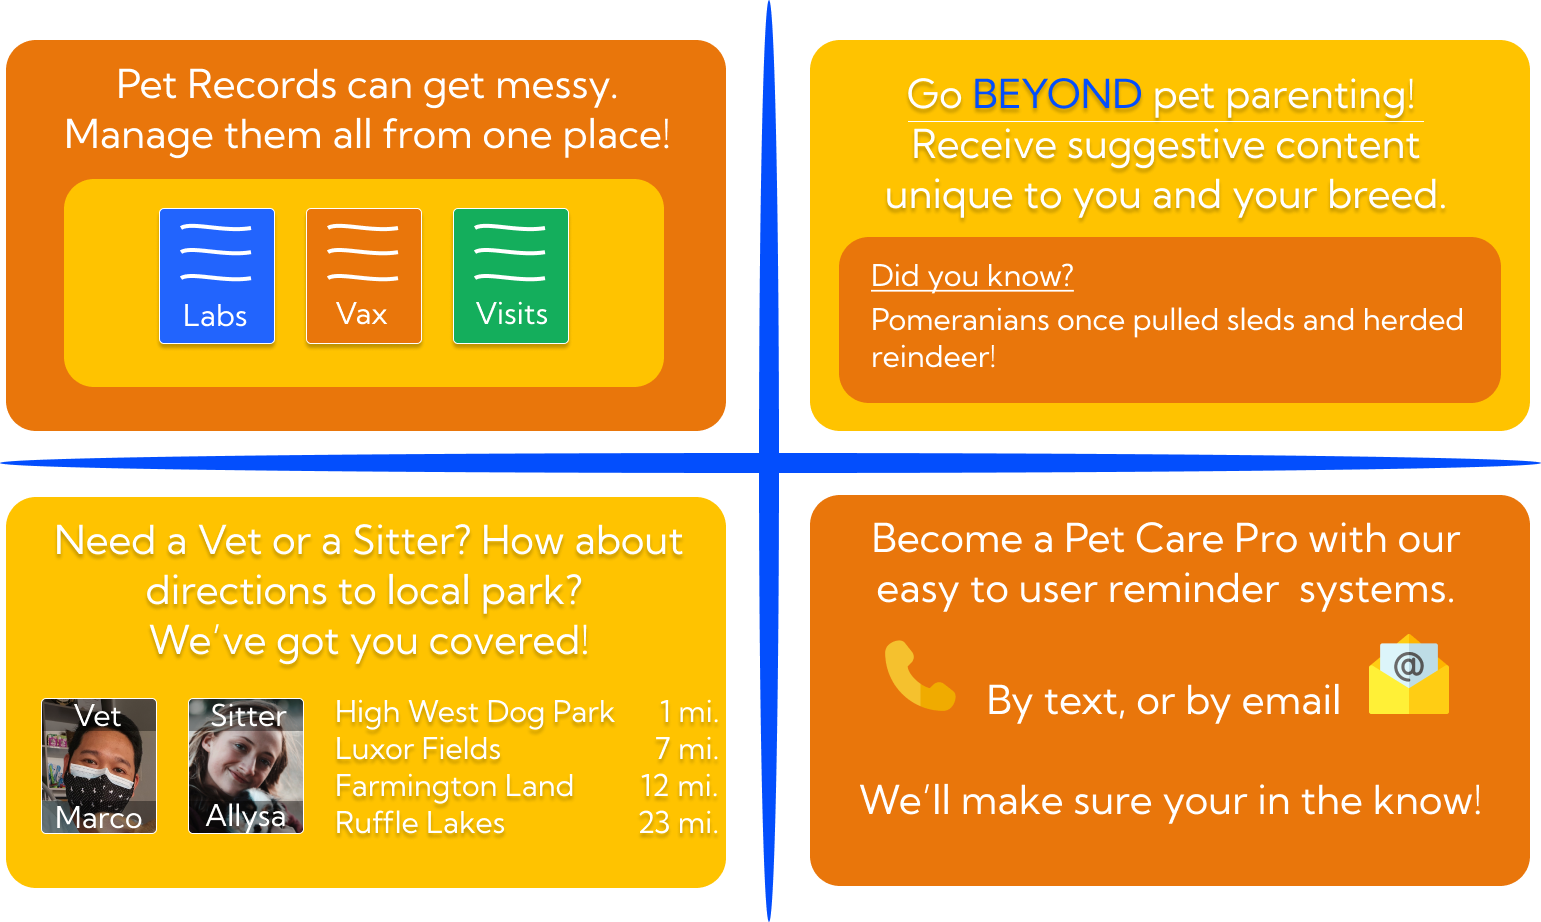 Pet Records can get messy.
Manage them all from one place!
Labs
Vax
Visits
Go BEYOND pet parenting!
Receive suggestive content
unique to you and your breed.
Did you know?
Pomeranians once pulled sleds and herded
reindeer!
Need a Vet or a Sitter? How about
directions to local park?
We've got you covered!
Vet
Marco
Sitter
Allysa
High West Dog Park 1 mi.
Luxor Fields 7 mi.
Farmington Land 12 mi.
Ruffle Lakes 23 mi.
Become a Pet Care Pro with our
easy to user reminder  systems.
@
By text, or by email
We'll make sure your in the know!